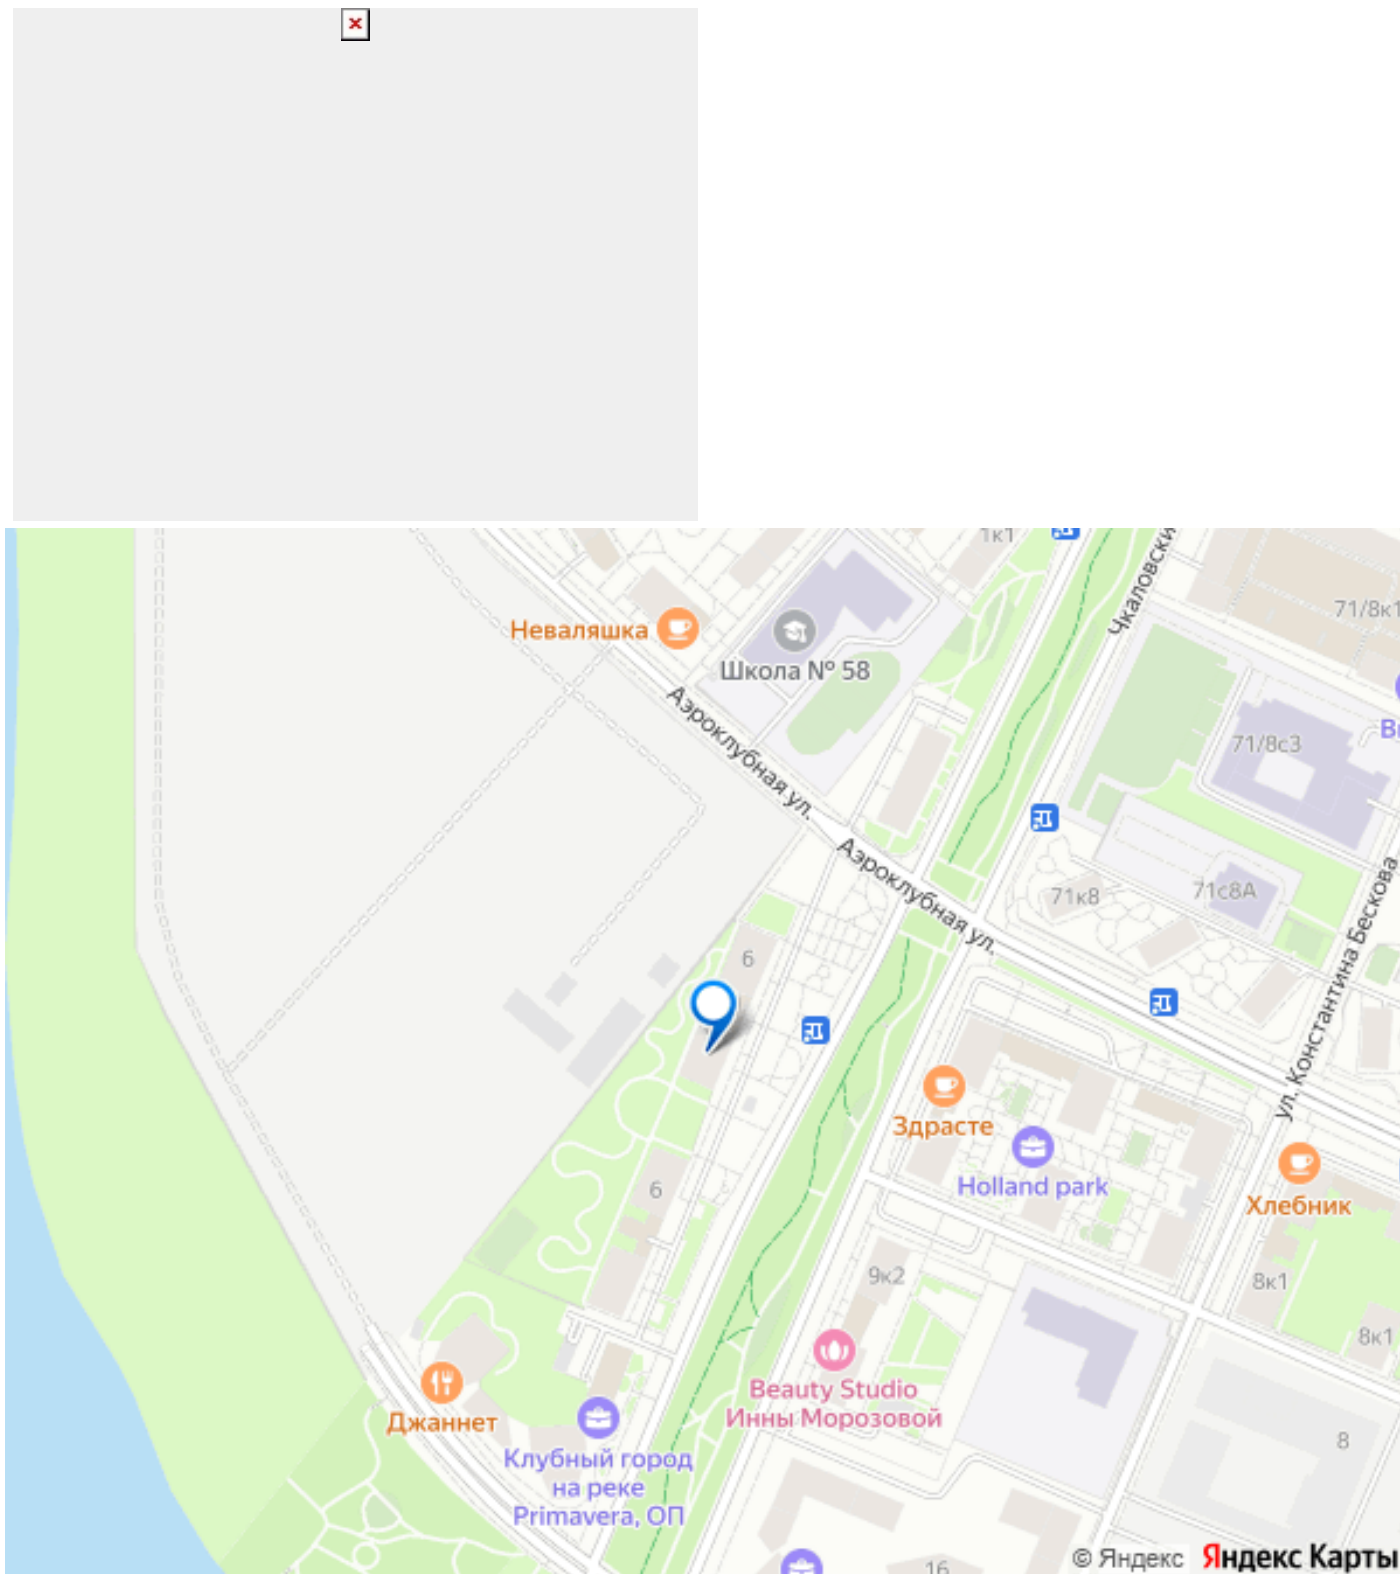 1к1
Чкаловски
71/8к1
Неваляшка
Школа № 58
Аэроклубная ул.
71/8с3
Аэроклубная ул.
71к8
71с8А
ул. Константина Бескова
6
Здрасте
Holland park
Хлебник
6
9к2
8к1
8к1
Beauty Studio
Инны Морозовой
Джаннет
Клубный город
на реке
Primavera, ОП
8
16
© Яндекс Яндекс Карты